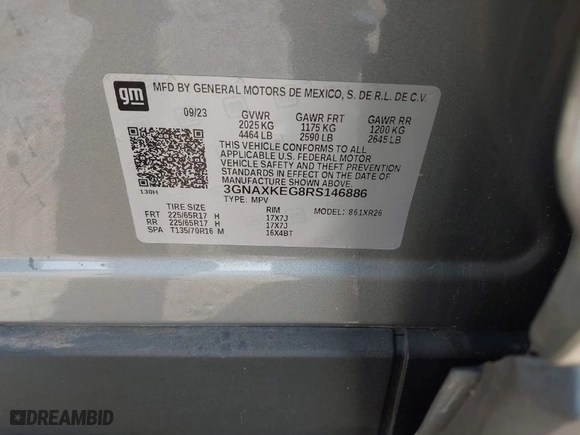 gm
MFD BY GENERAL MOTORS DE MEXICO, S. DE R.L. DE C.V.
09/23 GVWR GAWR FRT GAWR RR
2025 KG 1175 KG 1200 KG
4464 LB 2590 LB 2645 LB
THIS VEHICLE CONFORMS TO ALL
APPLICABLE U.S. FEDERAL MOTOR
VEHICLE SAFETY AND THEFT PREVENTION
STANDARDS IN EFFECT ON THE DATE OF
MANUFACTURE SHOWN ABOVE.
130H 3GNAXKEG8RS146886
TYPE: MPV MODEL: 861XR26
TIRE SIZE RIM
FRT 225/65R17 H 17X7J
RR 225/65R17 H 17X7J
SPA T135/70R16 M 16X4BT
DREAMBID